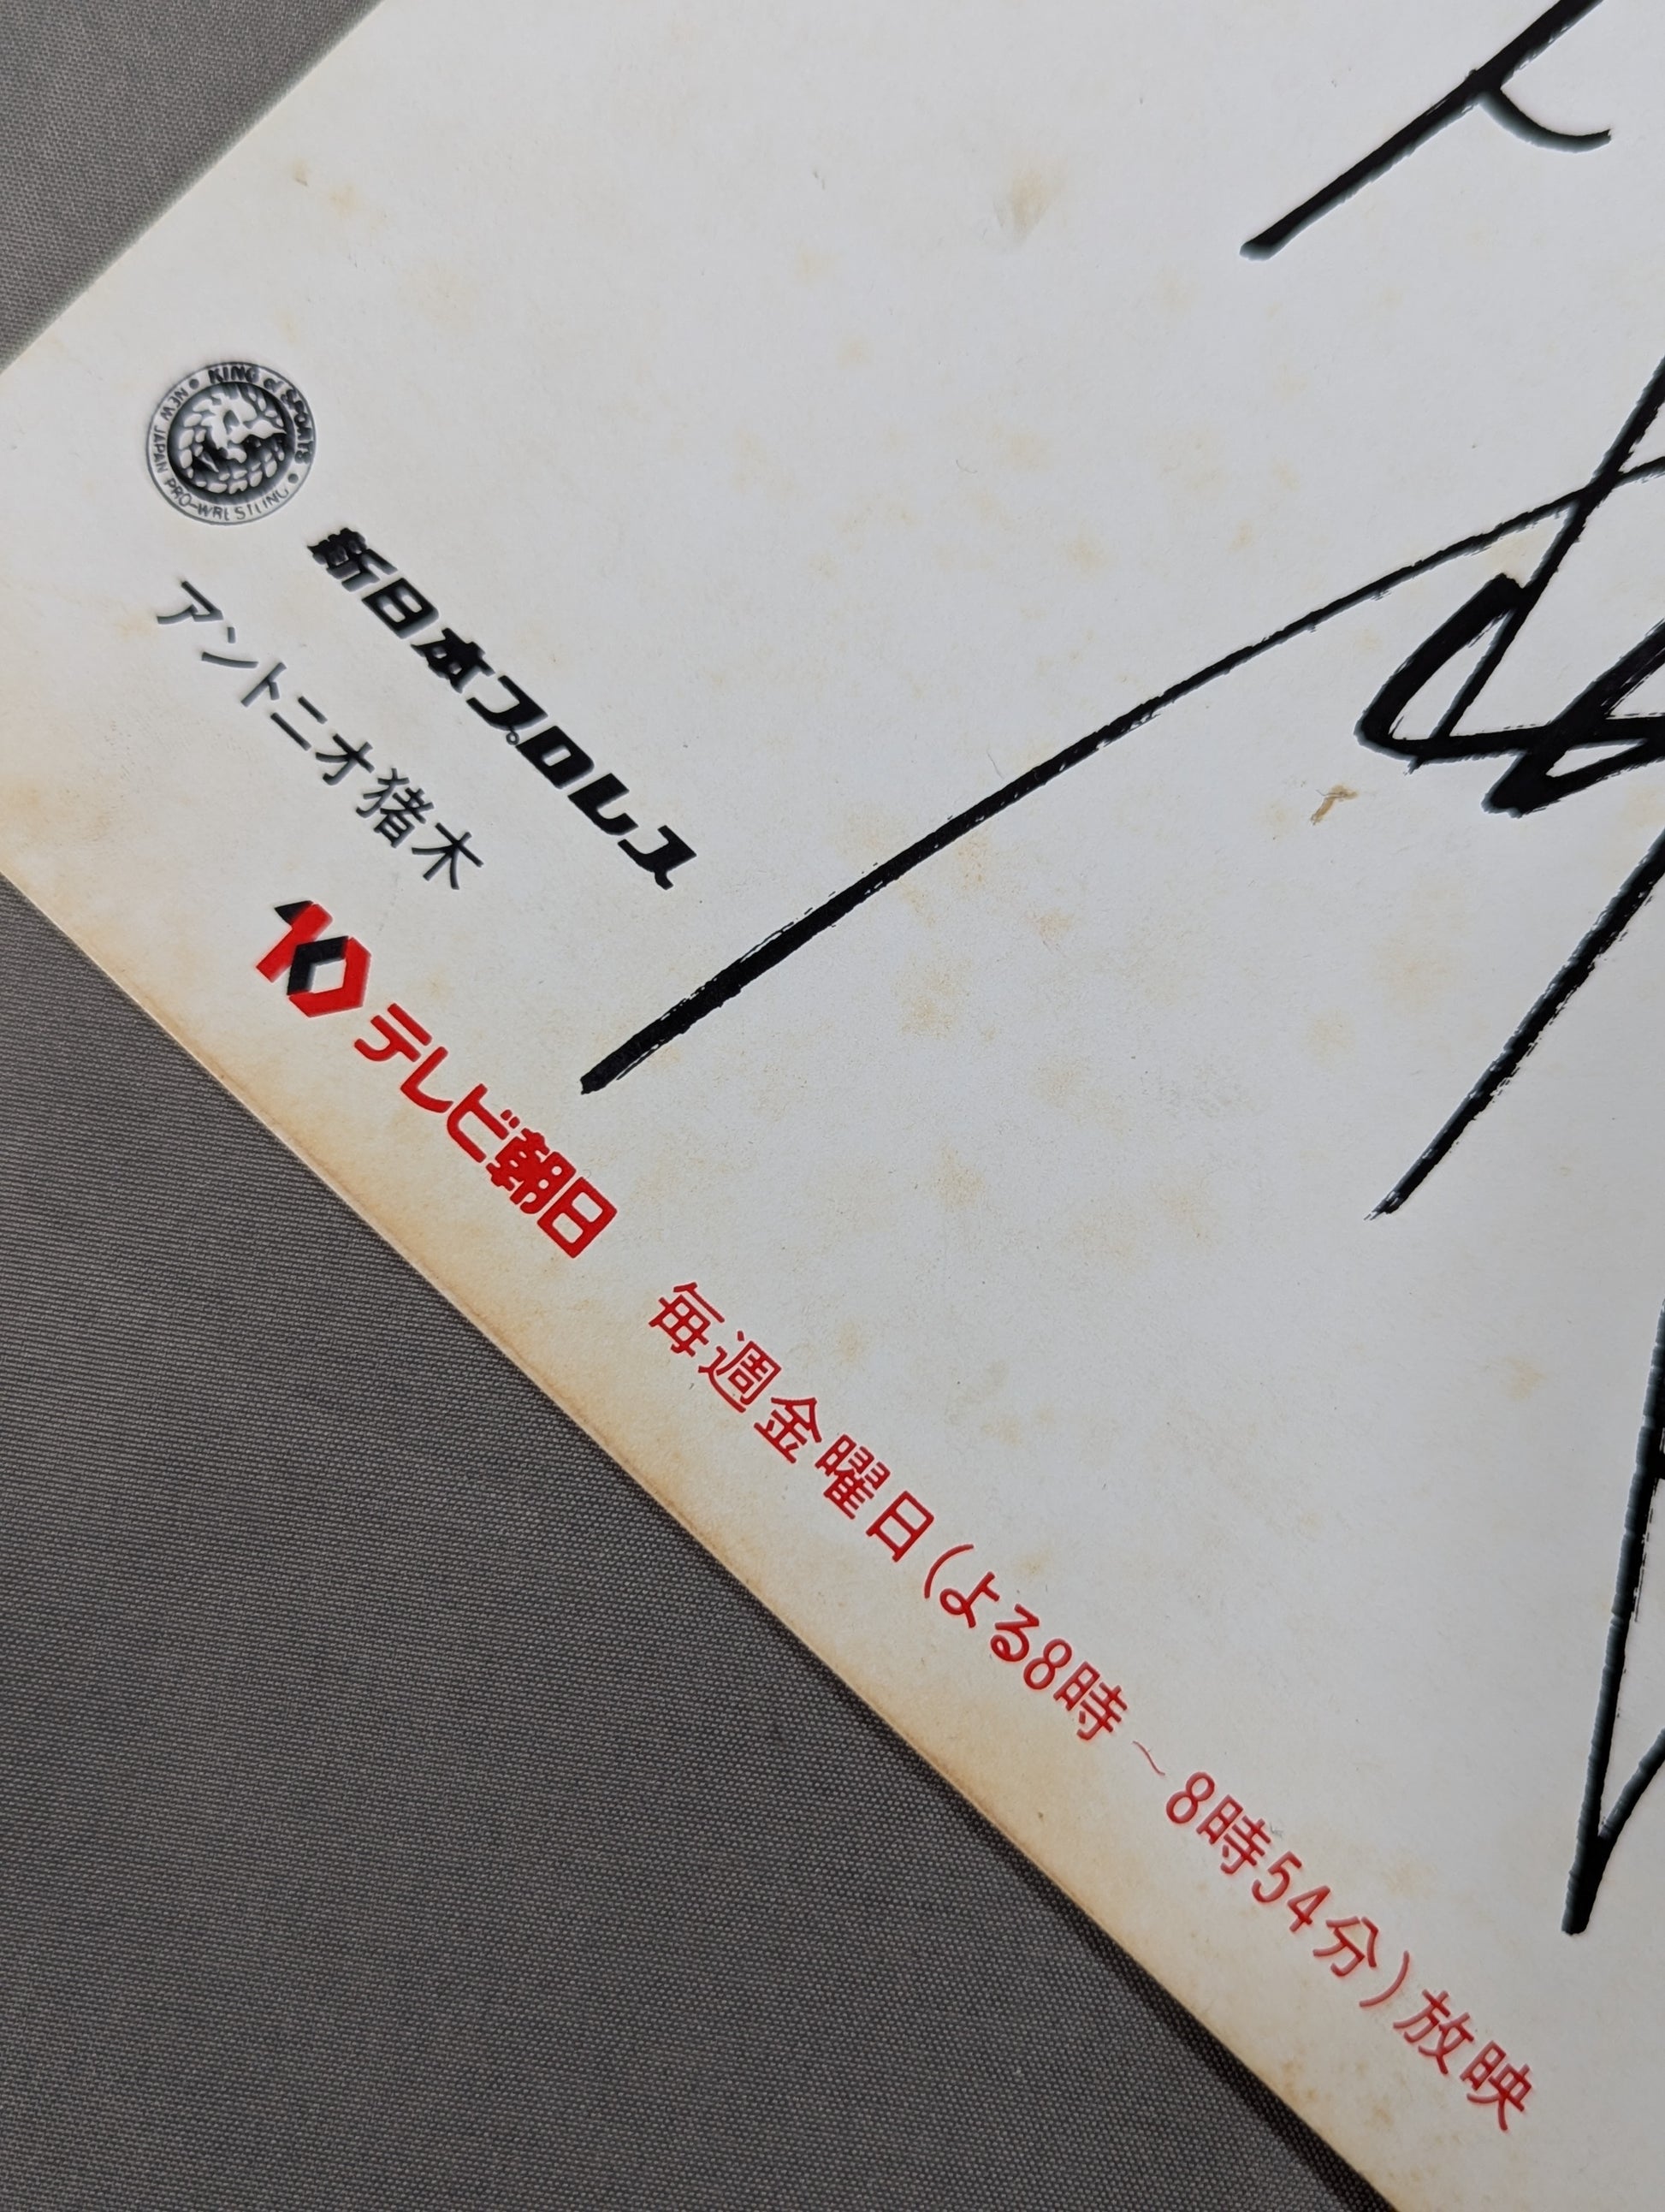 KING of SPORTS
NEW JAPAN PRO-WRESTLING
新日本プロレス
アントニオ猪木
10 テレビ朝日 毎週金曜日(よる8時~8時54分)放映